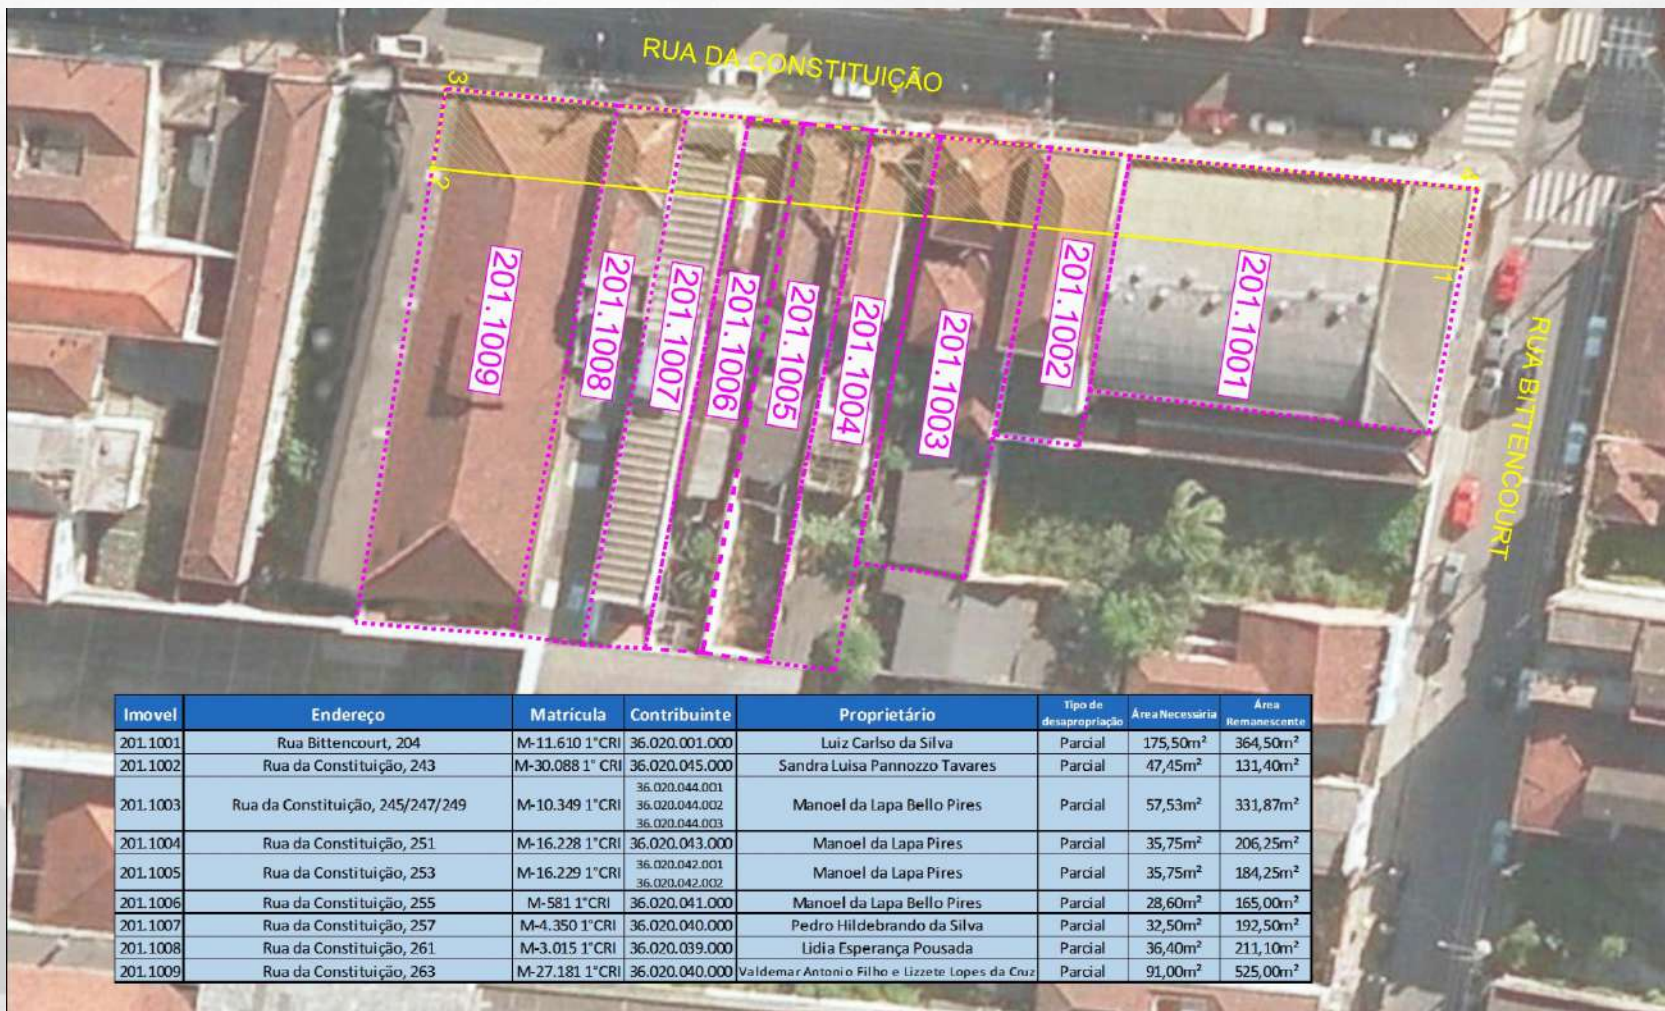 RUA DA CONSTITUIÇÃO
3
4
2
1
201.1009
201.1008
201.1007
201.1006
201.1005
201.1004
201.1003
201.1002
201.1001
RUA BITTENCOURT
Imovel Endereço Matrícula Contribuinte Proprietário Tipo de desapropriação Área Necessária Área Remanescente
201.1001 Rua Bittencourt, 204 M-11.610 1°CRI 36.020.001.000 Luiz Carlso da Silva Parcial 175,50m² 364,50m²
201.1002 Rua da Constituição, 243 M-30.088 1° CRI 36.020.045.000 Sandra Luisa Pannozzo Tavares Parcial 47,45m² 131,40m²
201.1003 Rua da Constituição, 245/247/249 M-10.349 1°CRI 36.020.044.001 36.020.044.002 36.020.044.003 Manoel da Lapa Bello Pires Parcial 57,53m² 331,87m²
201.1004 Rua da Constituição, 251 M-16.228 1°CRI 36.020.043.000 Manoel da Lapa Pires Parcial 35,75m² 206,25m²
201.1005 Rua da Constituição, 253 M-16.229 1°CRI 36.020.042.001 36.020.042.002 Manoel da Lapa Pires Parcial 35,75m² 184,25m²
201.1006 Rua da Constituição, 255 M-581 1°CRI 36.020.041.000 Manoel da Lapa Bello Pires Parcial 28,60m² 165,00m²
201.1007 Rua da Constituição, 257 M-4.350 1°CRI 36.020.040.000 Pedro Hildebrando da Silva Parcial 32,50m² 192,50m²
201.1008 Rua da Constituição, 261 M-3.015 1°CRI 36.020.039.000 Lidia Esperança Pousada Parcial 36,40m² 211,10m²
201.1009 Rua da Constituição, 263 M-27.181 1°CRI 36.020.040.000 Valdemar Antonio Filho e Lizzete Lopes da Cruz Parcial 91,00m² 525,00m²